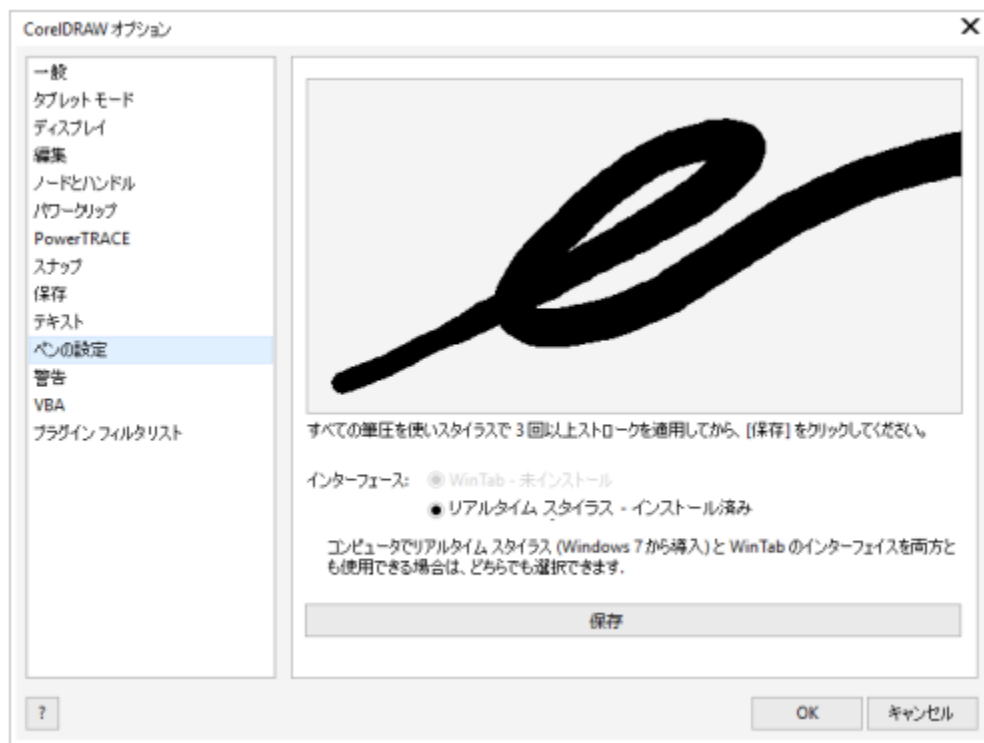 CorelDRAW オプション
一般
タブレット モード
ディスプレイ
編集
ノードとハンドル
パワークリップ
PowerTRACE
スナップ
保存
テキスト
ペンの設定
警告
VBA
プラグイン フィルタリスト
すべての筆圧を使いスタイラスで 3 回以上ストロークを適用してから、[保存] をクリックしてください。
インターフェース:
WinTab - 未インストール
リアルタイム スタイラス - インストール済み
コンピュータでリアルタイム スタイラス (Windows 7 から導入) と WinTab のインターフェイスを両方と
も使用できる場合は、どちらでも選択できます.
保存
?
OK
キャンセル